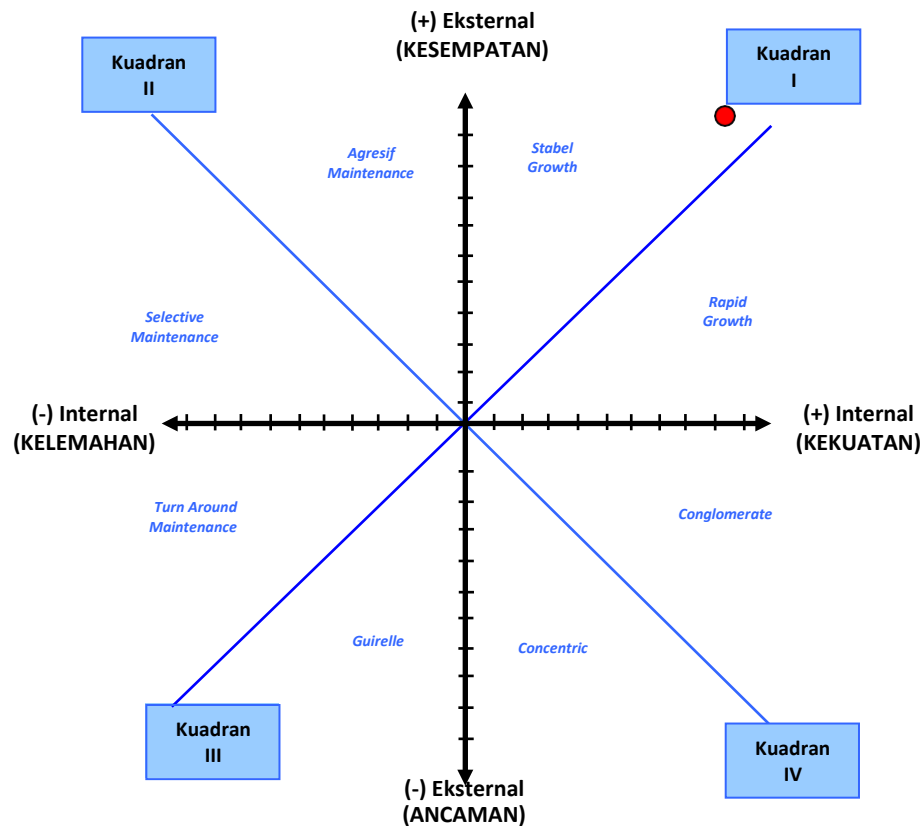 (+) Eksternal
(KESEMPATAN)
Kuadran
II
Kuadran
I
Agresif
Maintenance
Stabel
Growth
Selective
Maintenance
Rapid
Growth
(-) Internal
(KELEMAHAN)
(+) Internal
(KEKUATAN)
Turn Around
Maintenance
Conglomerate
Guirelle
Concentric
Kuadran
III
Kuadran
IV
(-) Eksternal
(ANCAMAN)